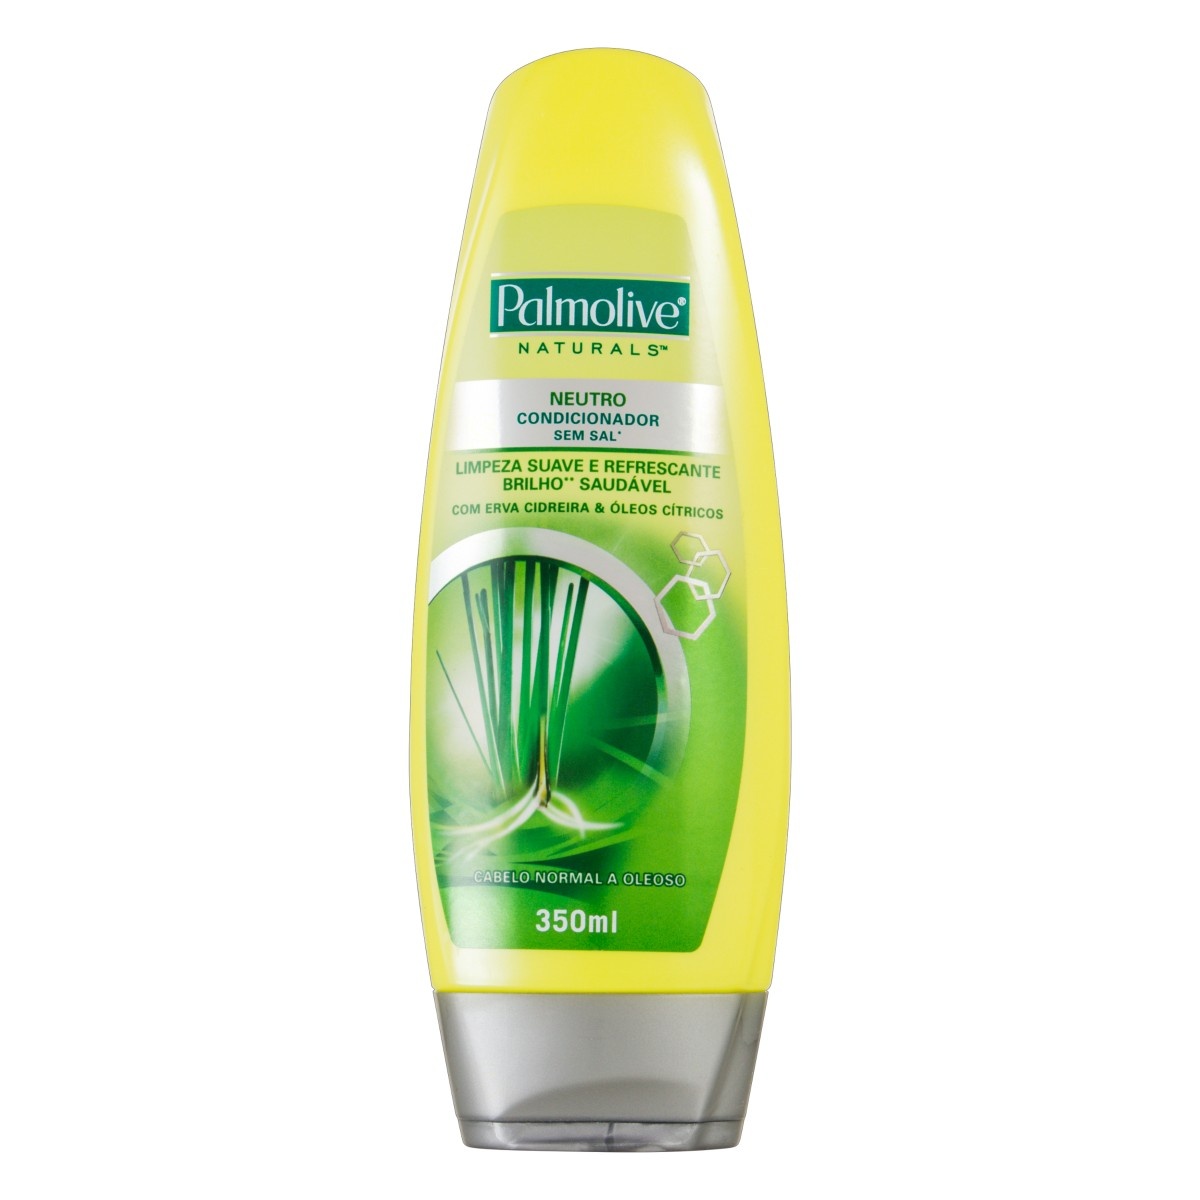 Palmolive®
NATURALS™
NEUTRO
CONDICIONADOR
SEM SAL*
LIMPEZA SUAVE E REFRESCANTE
BRILHO** SAUDÁVEL
COM ERVA CIDREIRA & ÓLEOS CÍTRICOS
CABELO NORMAL A OLEOSO
350ml